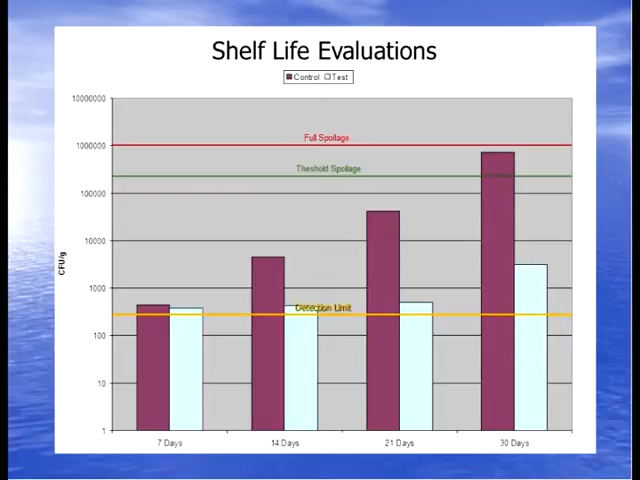 Shelf Life Evaluations
Control Test
10000000
Full Spoilage
1000000
Theshold Spoilage
100000
10000
CFU/g
1000
Detection Limit
100
10
1
7 Days 14 Days 21 Days 30 Days